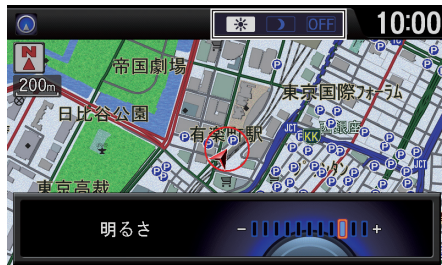 OFF
10:00
N
200m
帝国劇場
東京国際フォーラム
日比谷公園
JCT
KK
銀座
有楽町駅
JCT
東京高裁
明るさ
- +